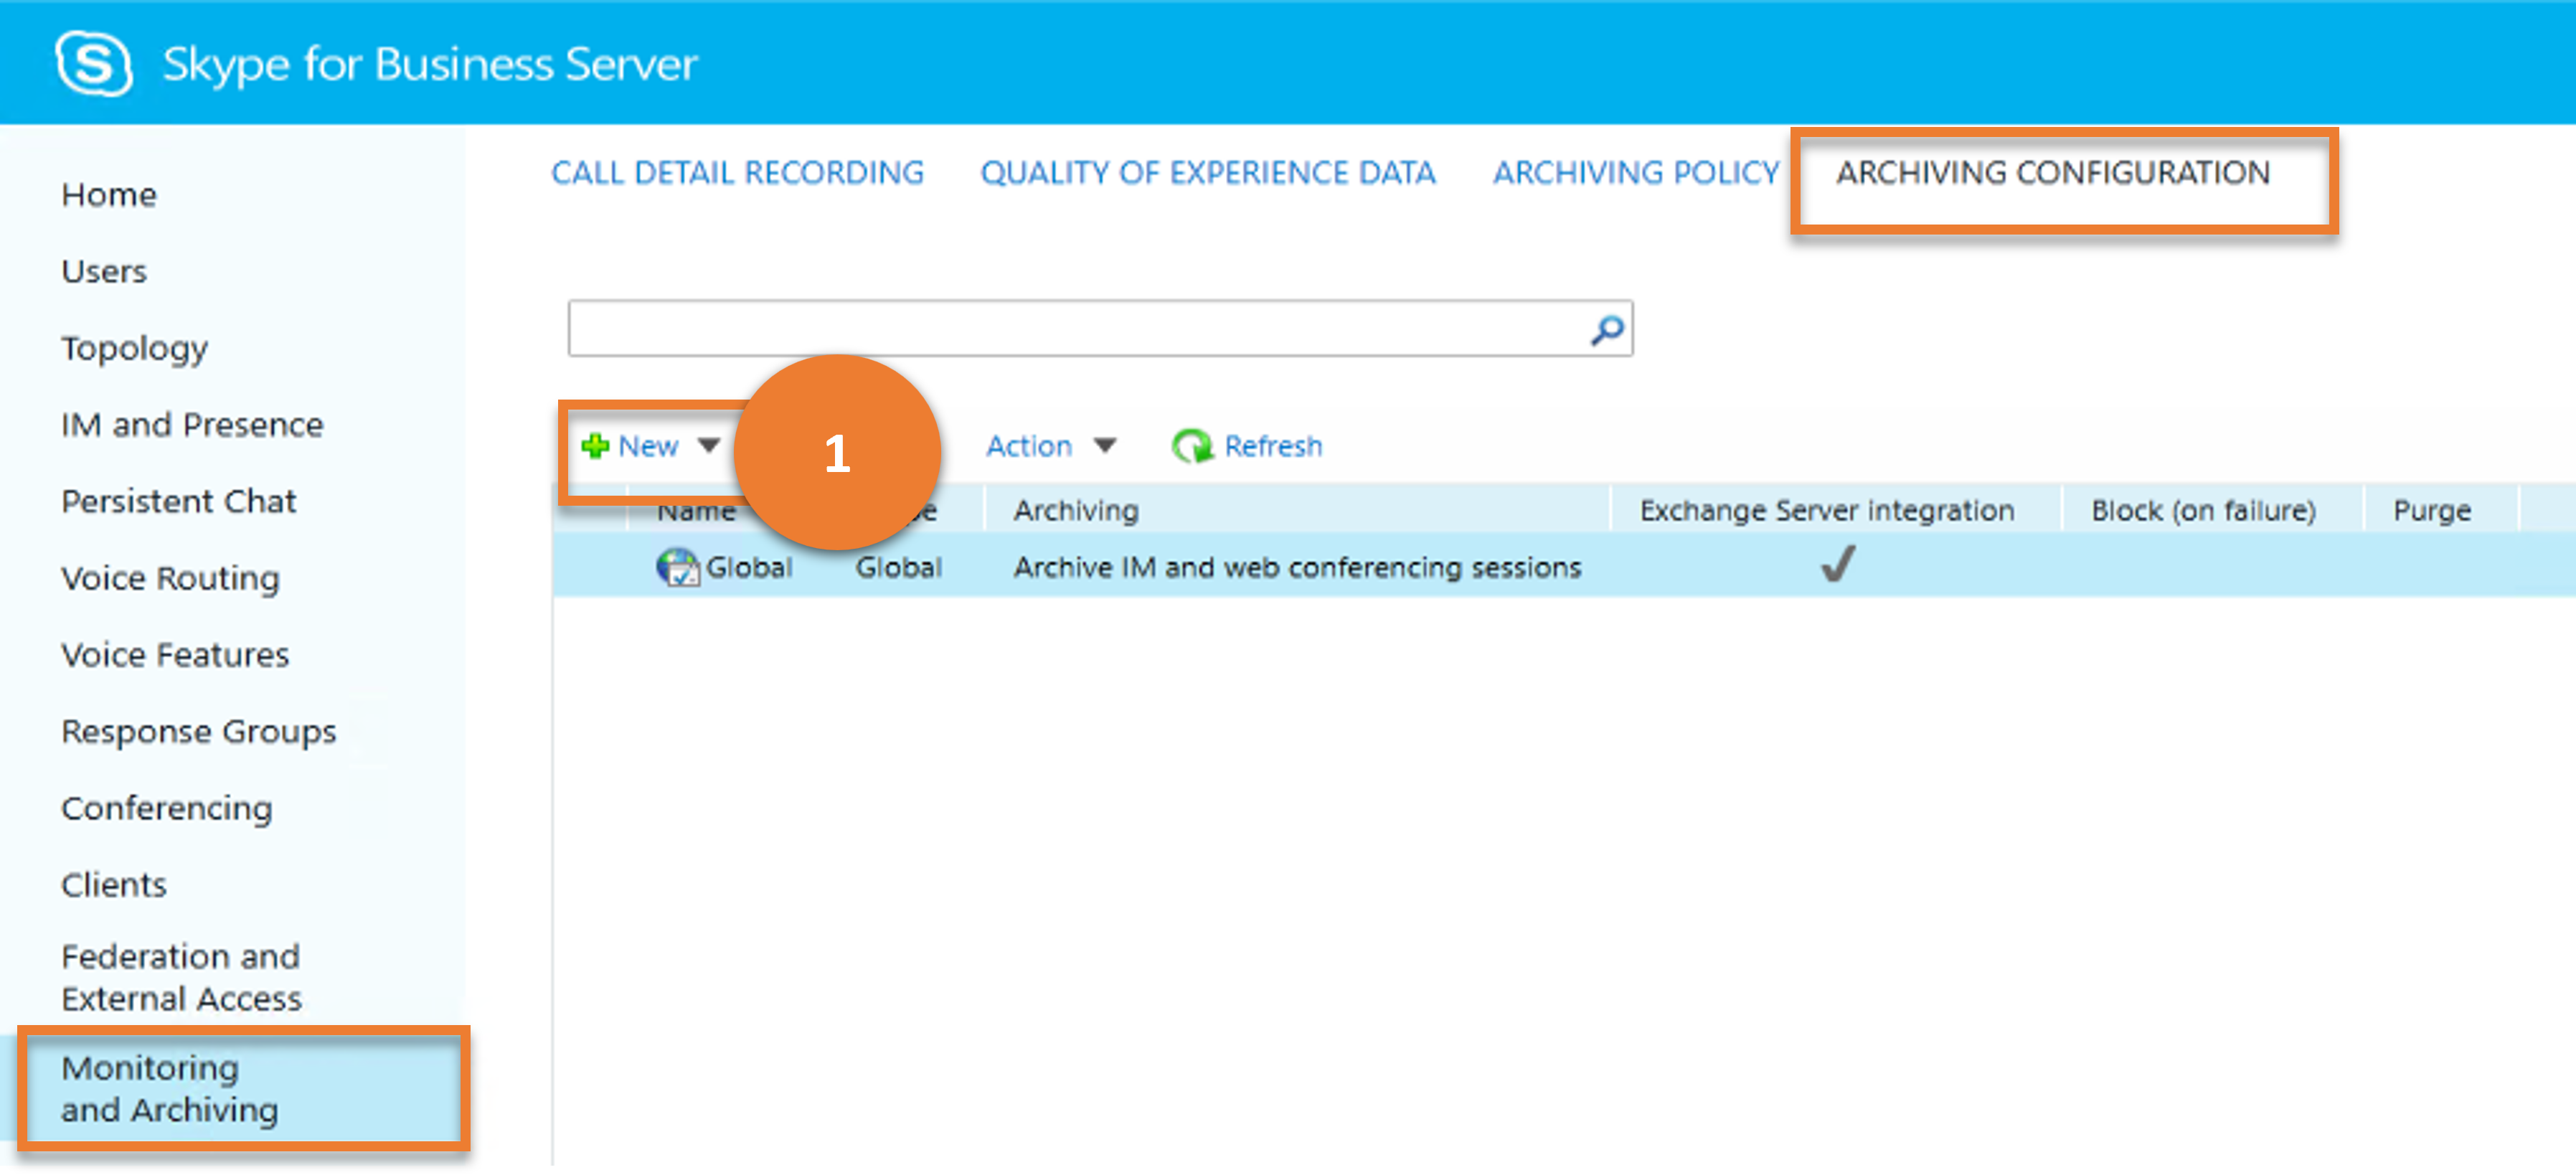 Skype for Business Server
Home
Users
Topology
IM and Presence
Persistent Chat
Voice Routing
Voice Features
Response Groups
Conferencing
Clients
Federation and
External Access
Monitoring
and Archiving
CALL DETAIL RECORDING QUALITY OF EXPERIENCE DATA ARCHIVING POLICY ARCHIVING CONFIGURATION
New 1 Action Refresh
Name Archiving Exchange Server integration Block (on failure) Purge
Global Global Archive IM and web conferencing sessions